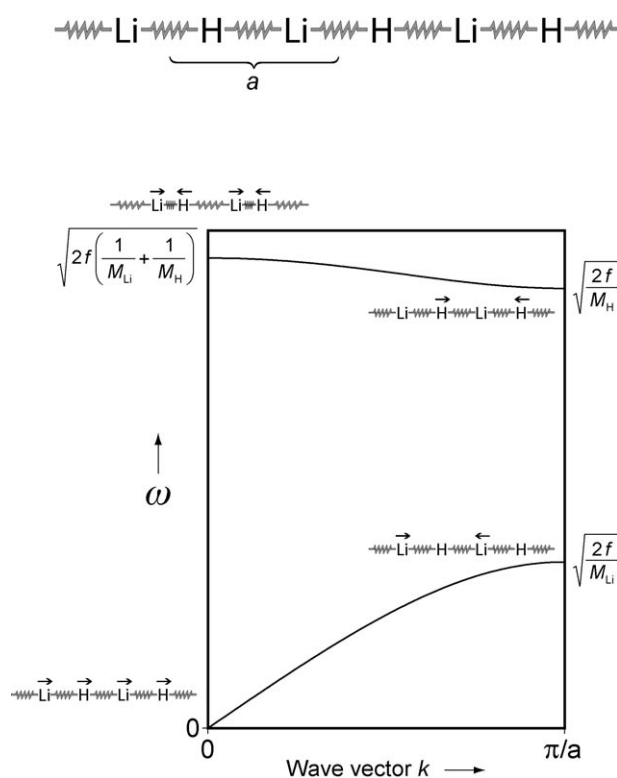 Li H Li H Li H
a
→ ← → ←
Li H Li H
√2f(1/M_Li + 1/M_H)
√2f/M_H
→ ←
Li H Li H
↑
ω
→ ←
Li H Li H
√2f/M_Li
→ → → →
Li H Li H
0
0 π/a
Wave vector k →